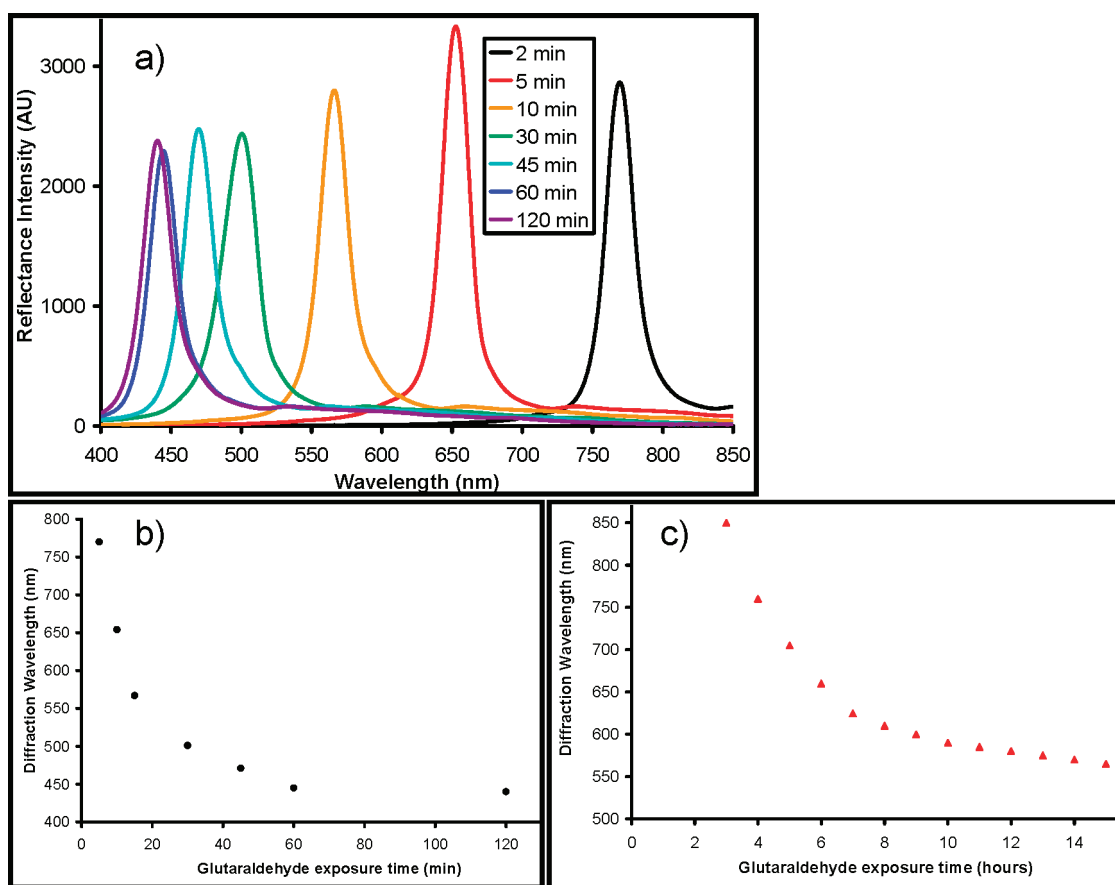 a)
Reflectance Intensity (AU)
3000
2000
1000
0
2 min
5 min
10 min
30 min
45 min
60 min
120 min
400 450 500 550 600 650 700 750 800 850
Wavelength (nm)
b)
Diffraction Wavelength (nm)
800
750
700
650
600
550
500
450
400
0 20 40 60 80 100 120
Glutaraldehyde exposure time (min)
c)
Diffraction Wavelength (nm)
850
800
750
700
650
600
550
500
0 2 4 6 8 10 12 14
Glutaraldehyde exposure time (hours)